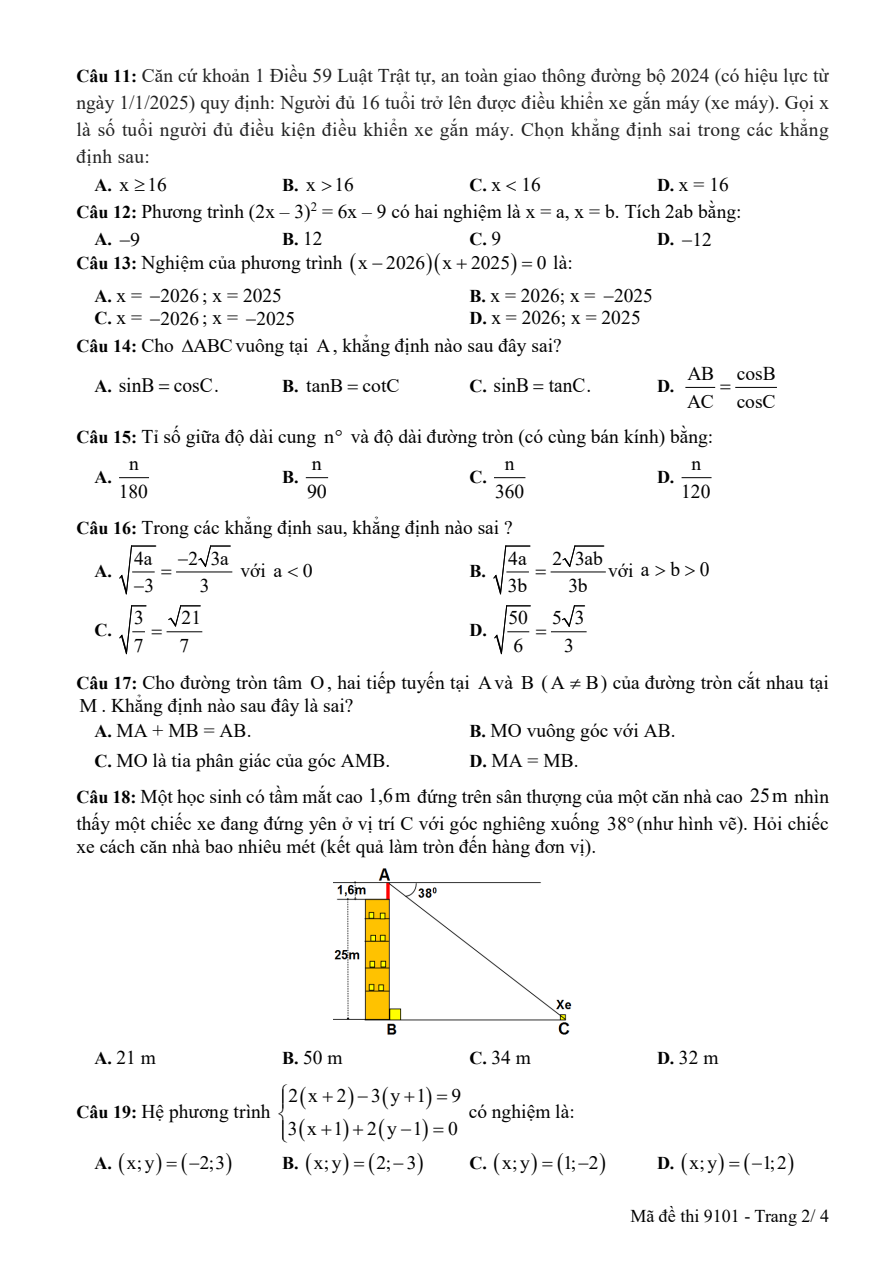 Câu 11: Căn cứ khoản 1 Điều 59 Luật Trật tự, an toàn giao thông đường bộ 2024 (có hiệu lực từ
ngày 1/1/2025) quy định: Người đủ 16 tuổi trở lên được điều khiển xe gắn máy (xe máy). Gọi x
là số tuổi người đủ điều kiện điều khiển xe gắn máy. Chọn khẳng định sai trong các khẳng
định sau:
A. x ≥ 16 B. x > 16 C. x < 16 D. x = 16
Câu 12: Phương trình (2x – 3)² = 6x – 9 có hai nghiệm là x = a, x = b. Tích 2ab bằng:
A. −9 B. 12 C. 9 D. −12
Câu 13: Nghiệm của phương trình (x − 2026)(x + 2025) = 0 là:
A. x = −2026 ; x = 2025 B. x = 2026; x = −2025
C. x = −2026 ; x = −2025 D. x = 2026; x = 2025
Câu 14: Cho ΔABC vuông tại A, khẳng định nào sau đây sai?
A. sinB = cosC. B. tanB = cotC C. sinB = tanC. D. AB/AC = cosB/cosC
Câu 15: Tỉ số giữa độ dài cung n° và độ dài đường tròn (có cùng bán kính) bằng:
A. n/180 B. n/90 C. n/360 D. n/120
Câu 16: Trong các khẳng định sau, khẳng định nào sai ?
A. √(4a/−3) = −2√3a/3 với a < 0 B. √(4a/3b) = 2√3ab/3b với a > b > 0
C. √(3/7) = √21/7 D. √(50/6) = 5√3/3
Câu 17: Cho đường tròn tâm O, hai tiếp tuyến tại A và B (A ≠ B) của đường tròn cắt nhau tại
M. Khẳng định nào sau đây là sai?
A. MA + MB = AB. B. MO vuông góc với AB.
C. MO là tia phân giác của góc AMB. D. MA = MB.
Câu 18: Một học sinh có tầm mắt cao 1,6m đứng trên sân thượng của một căn nhà cao 25m nhìn
thấy một chiếc xe đang đứng yên ở vị trí C với góc nghiêng xuống 38° (như hình vẽ). Hỏi chiếc
xe cách căn nhà bao nhiêu mét (kết quả làm tròn đến hàng đơn vị).
A
1,6m 38⁰
25m
Xe
B C
A. 21 m B. 50 m C. 34 m D. 32 m
Câu 19: Hệ phương trình {2(x + 2) − 3(y + 1) = 9
3(x + 1) + 2(y − 1) = 0 có nghiệm là:
A. (x; y) = (−2;3) B. (x; y) = (2;−3) C. (x; y) = (1;−2) D. (x; y) = (−1;2)
Mã đề thi 9101 - Trang 2/ 4